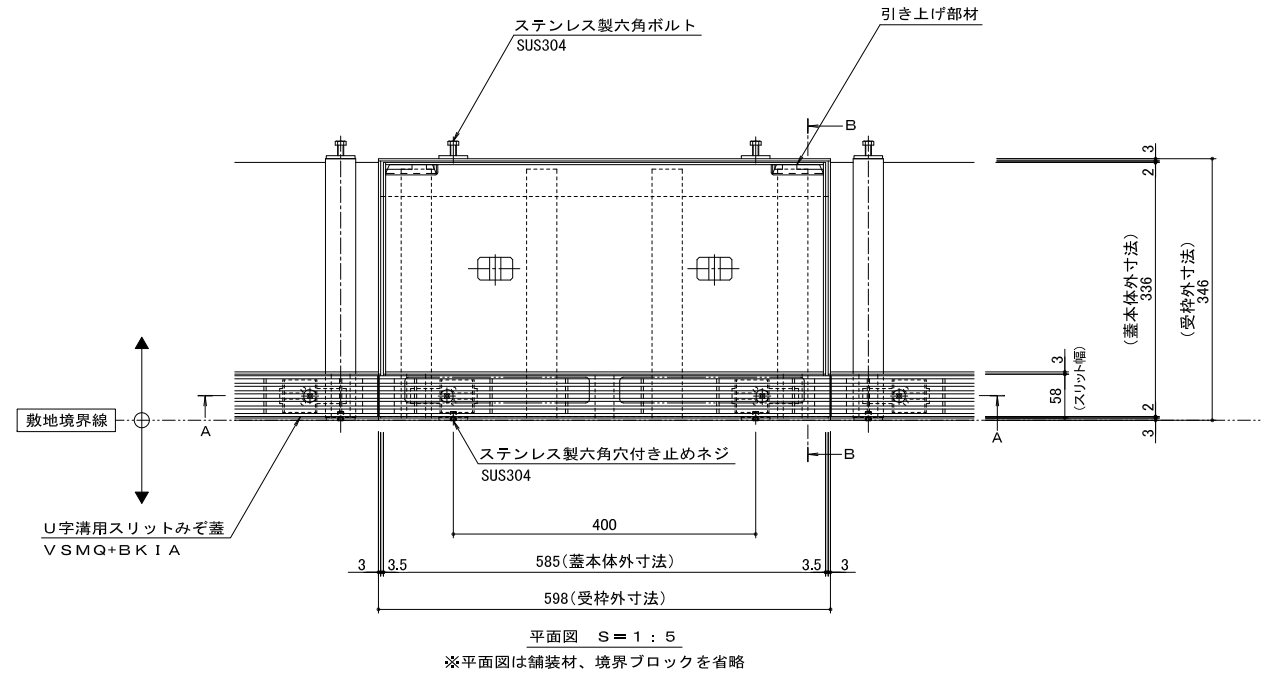 引き上げ部材
ステンレス製六角ボルト
SUS304
B
3
2
(蓋本体外寸法)
336
(受枠外寸法)
346
3
58
(スリット幅)
2
3
敷地境界線
A
A
B
ステンレス製六角穴付き止めネジ
SUS304
U字溝用スリットみぞ蓋
VSMQ+BKIA
400
3
3.5
585(蓋本体外寸法)
3.5
3
598(受枠外寸法)
平面図 S=1:5
※平面図は舗装材、境界ブロックを省略